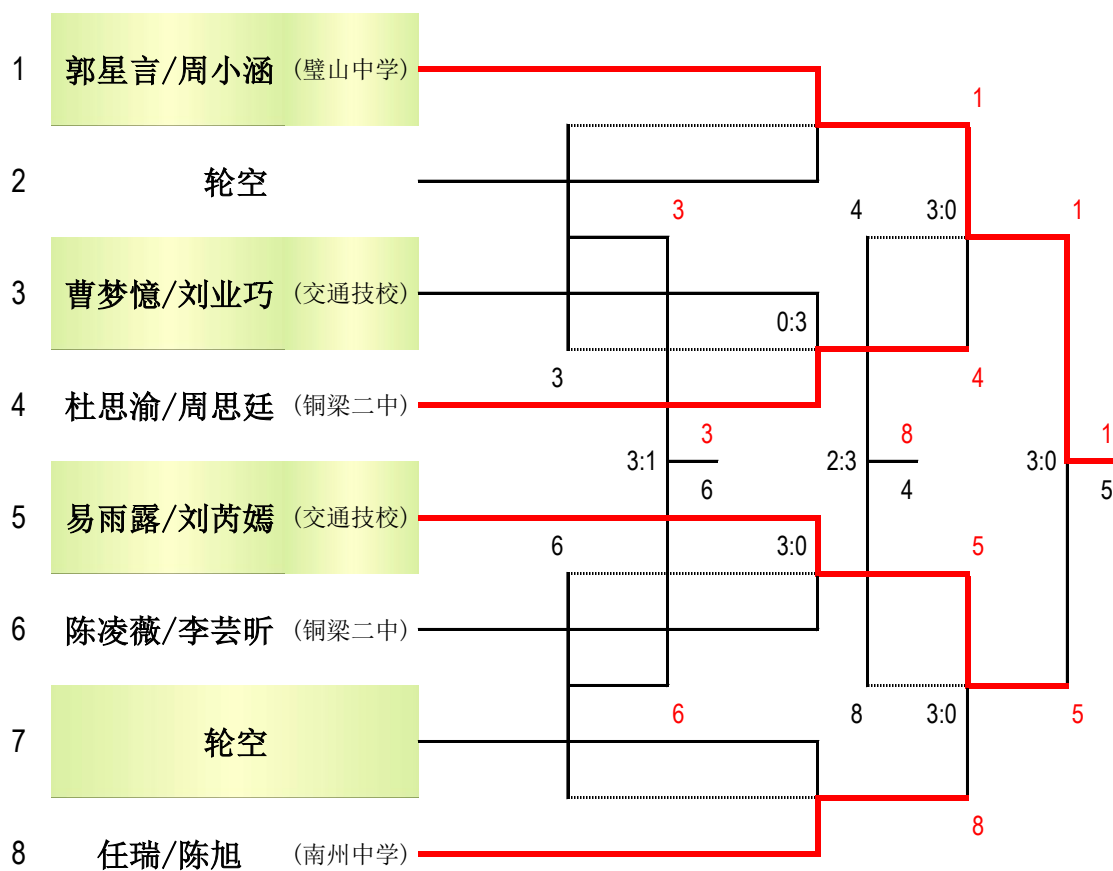 1 郭星言/周小涵 (璧山中学)
1
2 轮空
3 4 3:0 1
3 曹梦憶/刘业巧 (交通技校)
0:3
3 4
4 杜思渝/周思廷 (铜梁二中)
3:1 3 2:3 8 3:0 1
6 4 5
5 易雨露/刘芮嫣 (交通技校)
6 3:0 5
6 陈凌薇/李芸昕 (铜梁二中)
6 8 3:0 5
7 轮空
8
8 任瑞/陈旭 (南州中学)